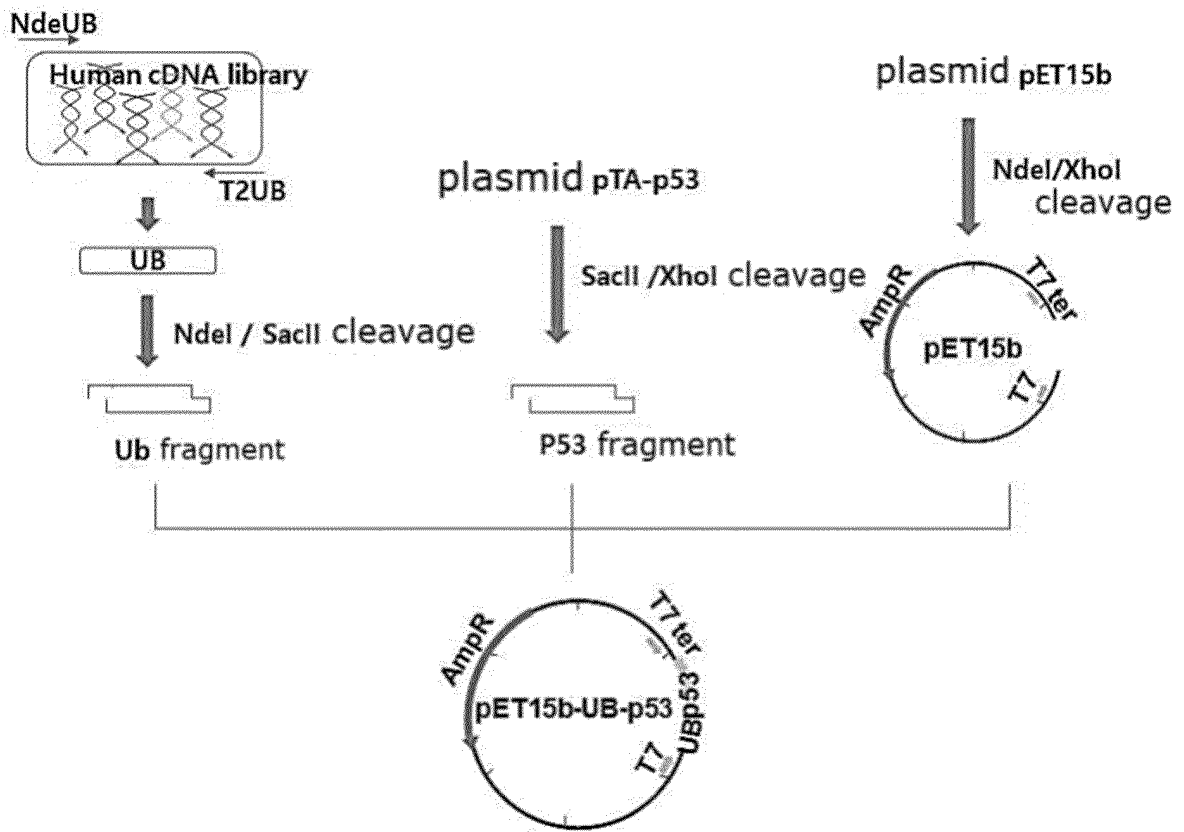 NdeUB
Human cDNA library
T2UB
UB
NdeI / SacII cleavage
Ub fragment
plasmid pTA-p53
SacII /XhoI cleavage
P53 fragment
plasmid pET15b
NdeI/XhoI
cleavage
AmpR
T7 ter
pET15b
T7
AmpR
T7 ter
pET15b-UB-p53
UBp53
T7